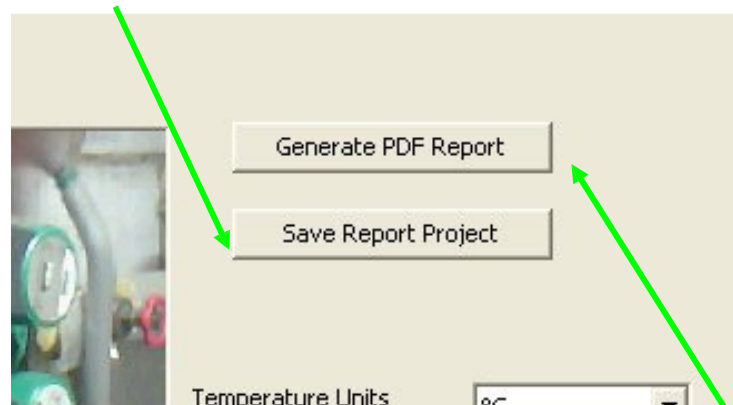 Generate PDF Report
Save Report Project
Temperature Units °C